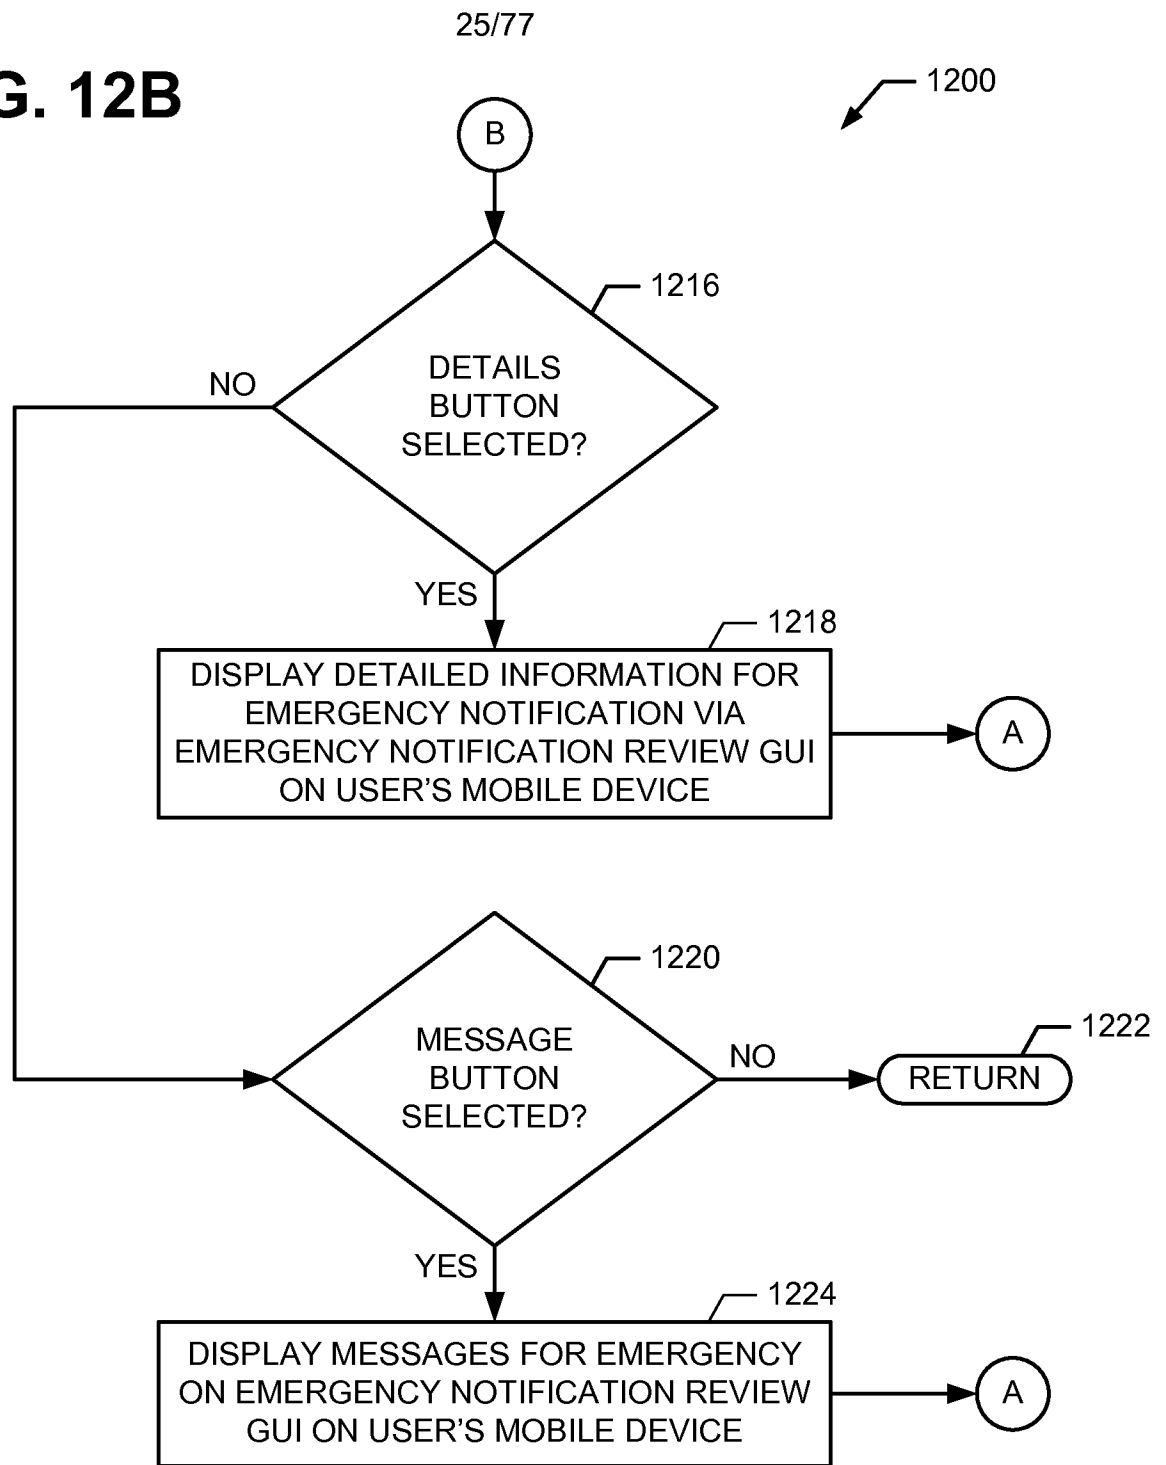 25/77
G. 12B
1200
B
1216
DETAILS
BUTTON
SELECTED?
NO
YES
1218
DISPLAY DETAILED INFORMATION FOR
EMERGENCY NOTIFICATION VIA
EMERGENCY NOTIFICATION REVIEW GUI
ON USER'S MOBILE DEVICE
A
1220
MESSAGE
BUTTON
SELECTED?
NO
1222
RETURN
YES
1224
DISPLAY MESSAGES FOR EMERGENCY
ON EMERGENCY NOTIFICATION REVIEW
GUI ON USER'S MOBILE DEVICE
A